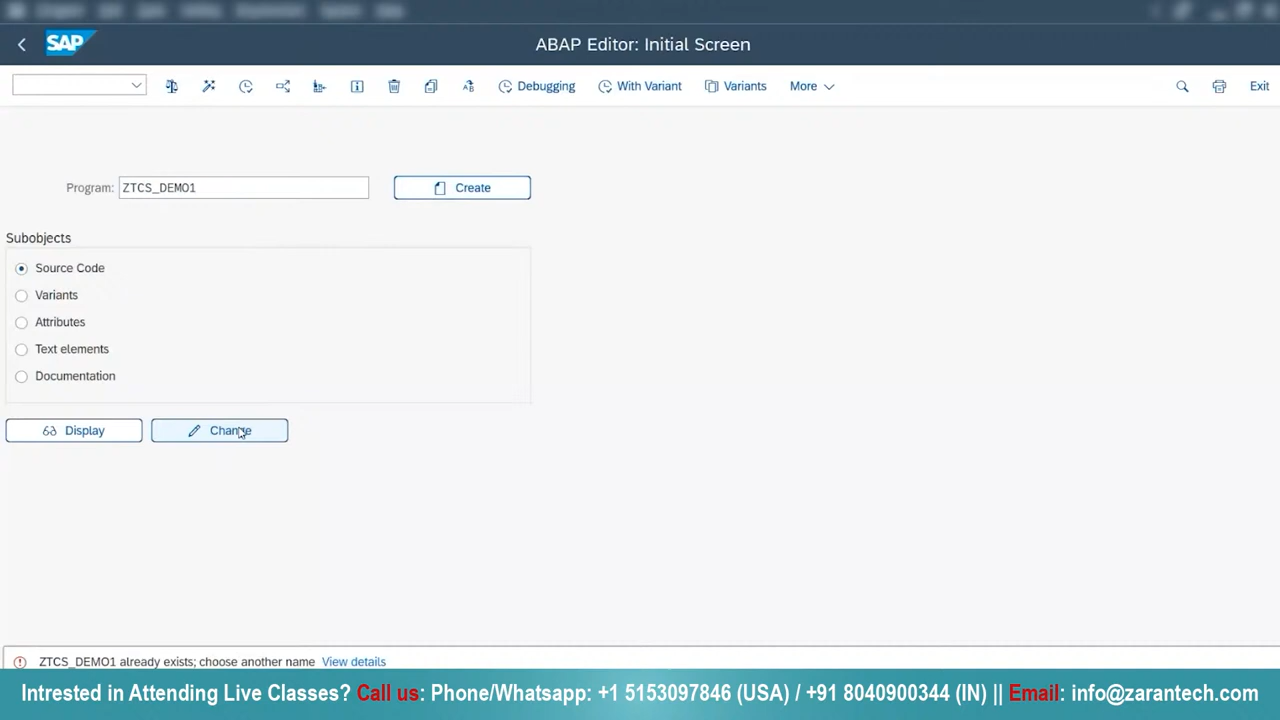 SAP
ABAP Editor: Initial Screen
Debugging With Variant Variants More Exit
Program: ZTCS_DEMO1 Create
Subobjects
Source Code
Variants
Attributes
Text elements
Documentation
Display Change
ZTCS_DEMO1 already exists; choose another name View details
Intrested in Attending Live Classes? Call us: Phone/Whatsapp: +1 5153097846 (USA) / +91 8040900344 (IN) || Email: info@zarantech.com